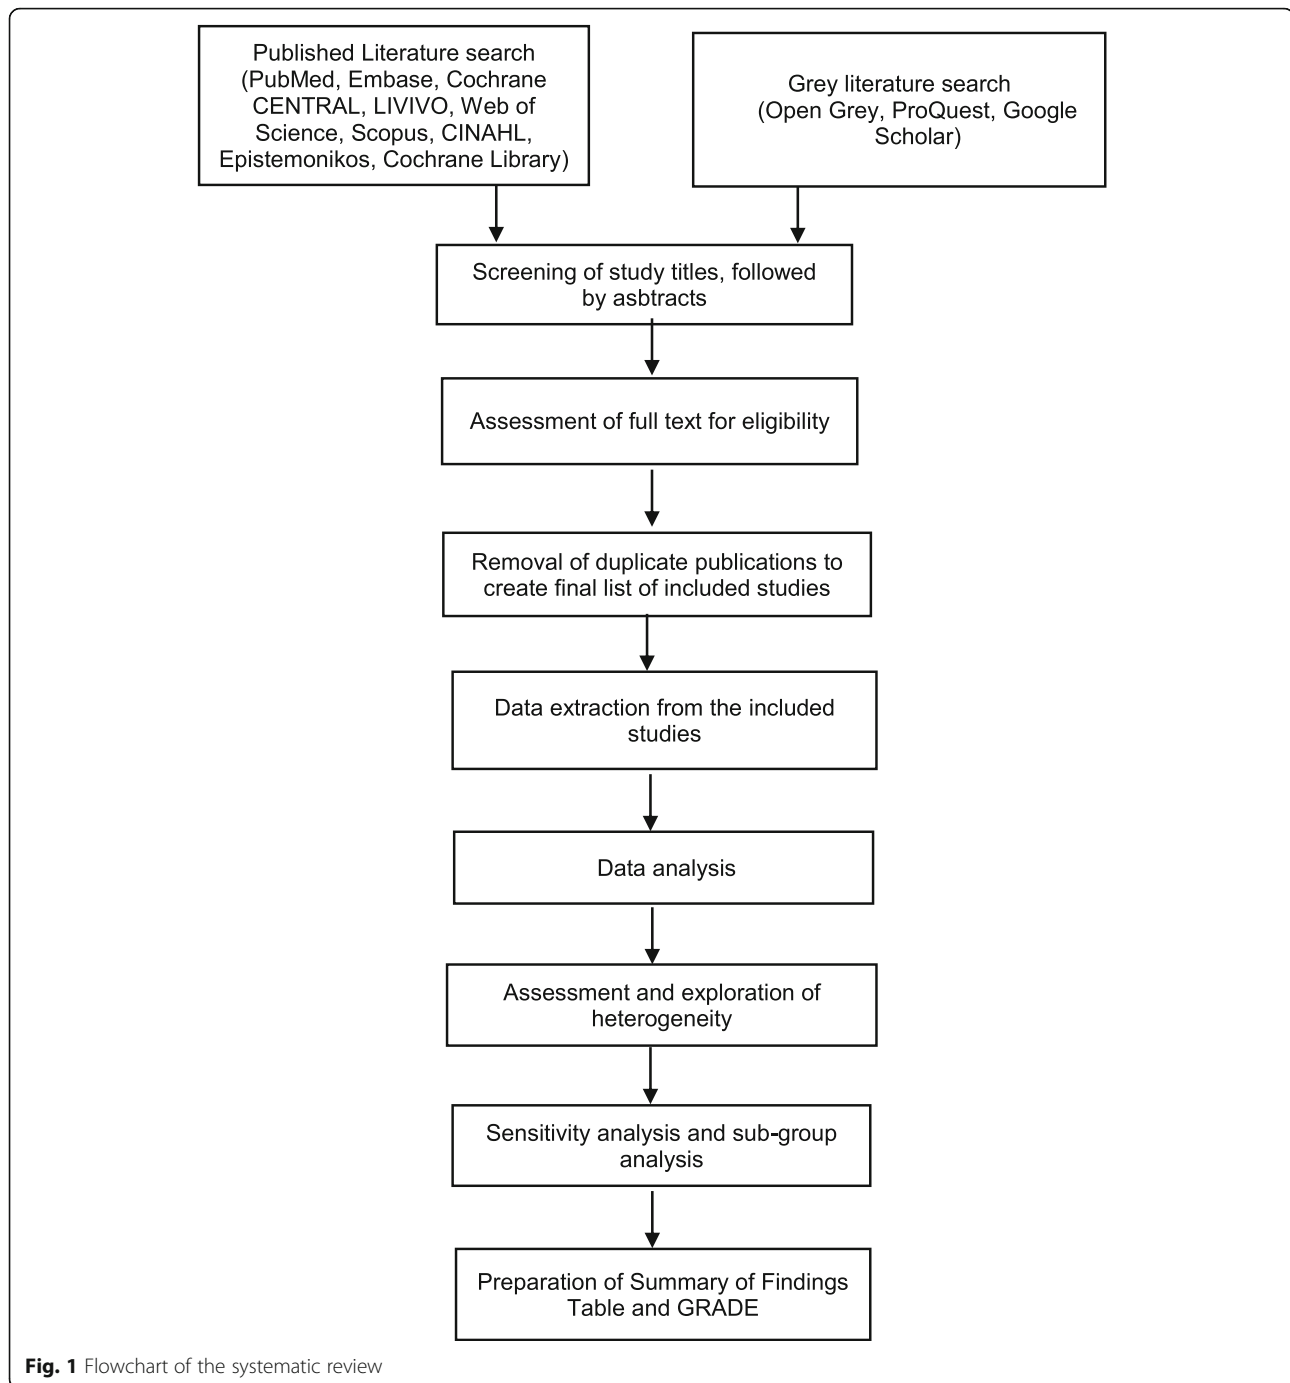 Published Literature search
(PubMed, Embase, Cochrane
CENTRAL, LIVIVO, Web of
Science, Scopus, CINAHL,
Epistemonikos, Cochrane Library)
Grey literature search
(Open Grey, ProQuest, Google
Scholar)
Screening of study titles, followed
by asbtracts
Assessment of full text for eligibility
Removal of duplicate publications to
create final list of included studies
Data extraction from the included
studies
Data analysis
Assessment and exploration of
heterogeneity
Sensitivity analysis and sub-group
analysis
Preparation of Summary of Findings
Table and GRADE
Fig. 1 Flowchart of the systematic review